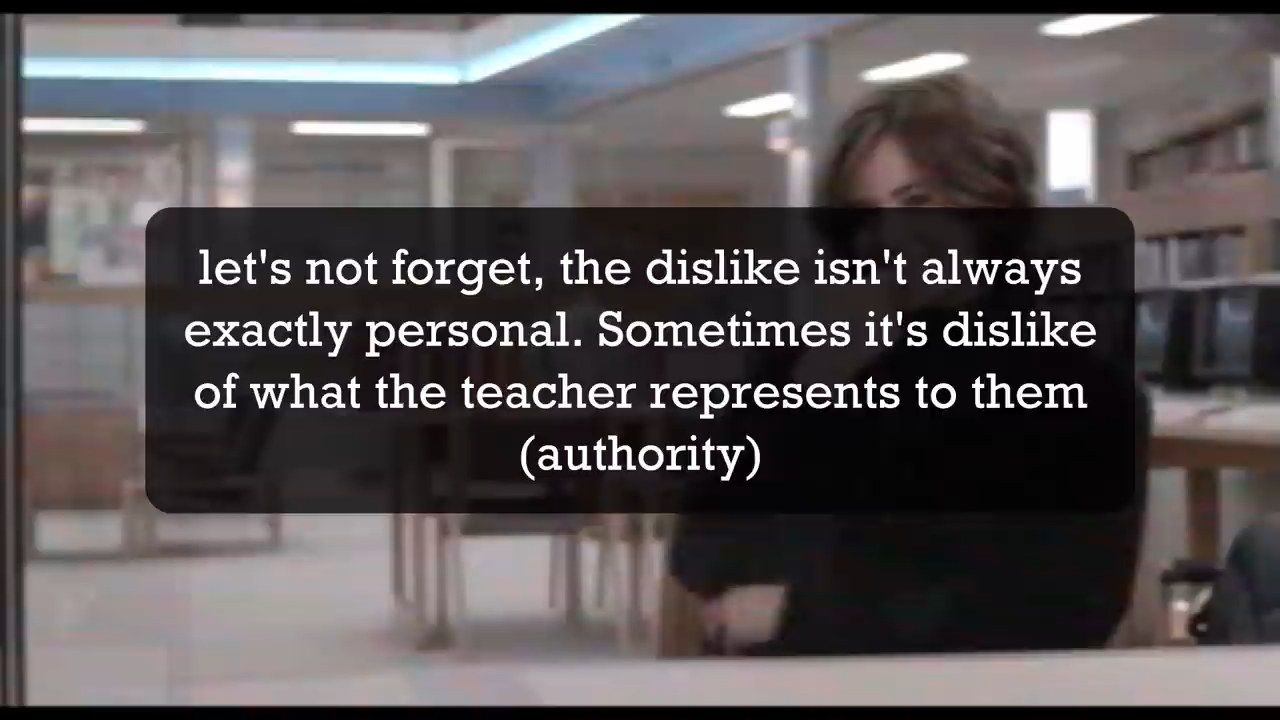 let's not forget, the dislike isn't always
exactly personal. Sometimes it's dislike
of what the teacher represents to them
(authority)